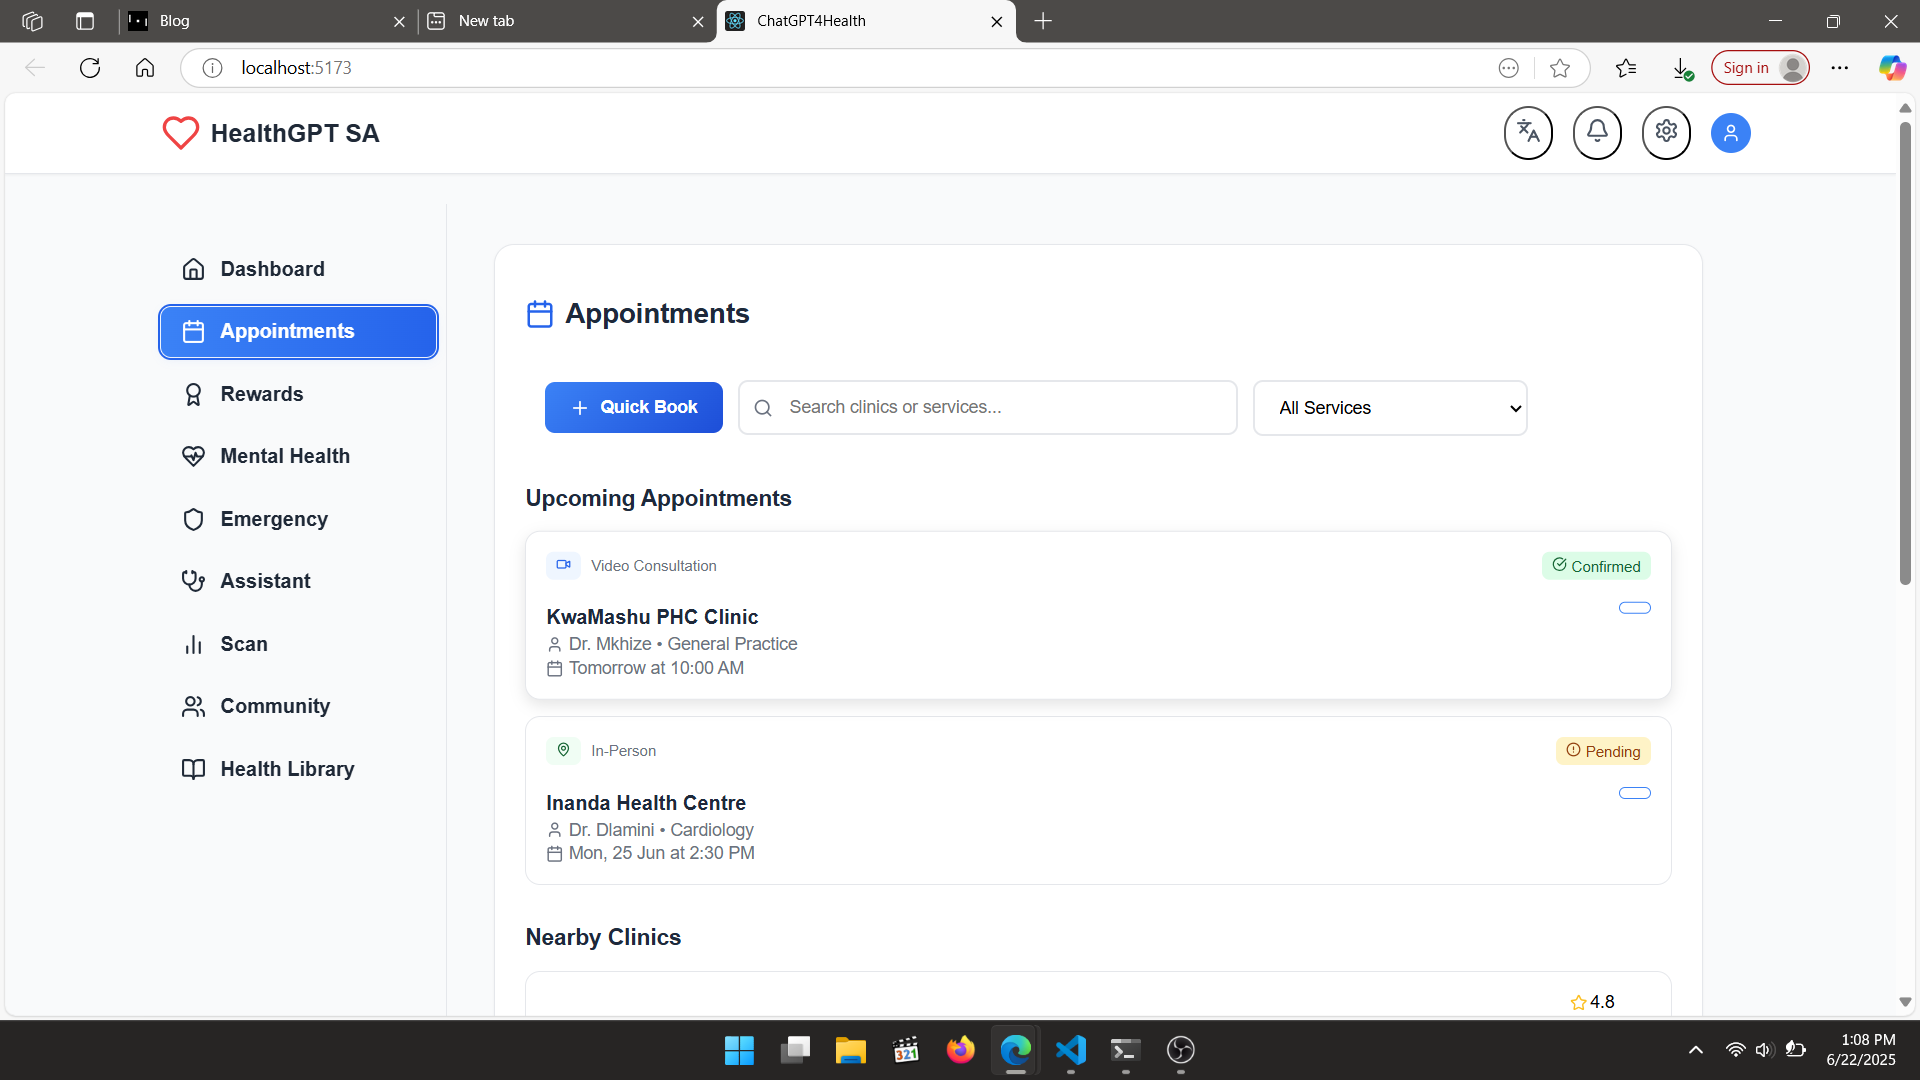 Blog
New tab
ChatGPT4Health
localhost:5173
Sign in
HealthGPT SA
Dashboard
Appointments
Rewards
Mental Health
Emergency
Assistant
Scan
Community
Health Library
Appointments
Quick Book
Search clinics or services...
All Services
Upcoming Appointments
Video Consultation
Confirmed
KwaMashu PHC Clinic
Dr. Mkhize • General Practice
Tomorrow at 10:00 AM
In-Person
Pending
Inanda Health Centre
Dr. Dlamini • Cardiology
Mon, 25 Jun at 2:30 PM
Nearby Clinics
4.8
321
1:08 PM
6/22/2025